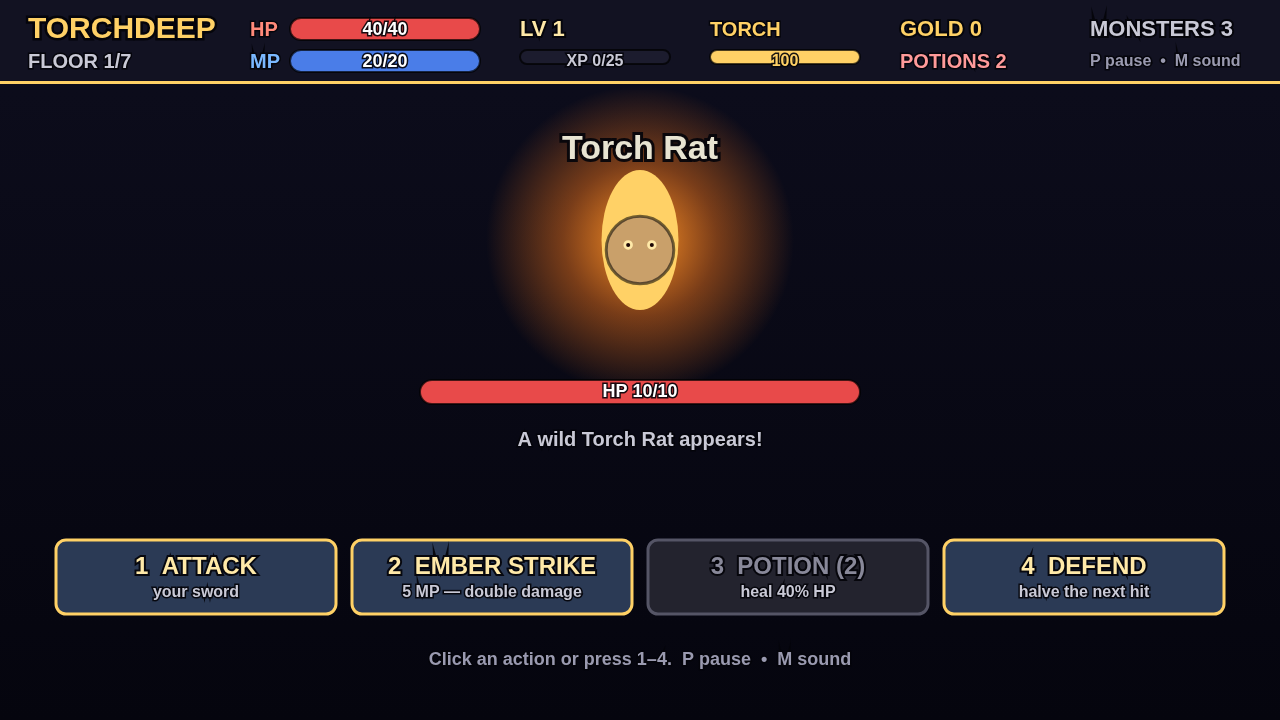 TORCHDEEP
FLOOR 1/7
HP 40/40
MP 20/20
LV 1
XP 0/25
TORCH
100
GOLD 0
POTIONS 2
MONSTERS 3
P pause • M sound
Torch Rat
HP 10/10
A wild Torch Rat appears!
1 ATTACK
your sword
2 EMBER STRIKE
5 MP — double damage
3 POTION (2)
heal 40% HP
4 DEFEND
halve the next hit
Click an action or press 1–4. P pause • M sound